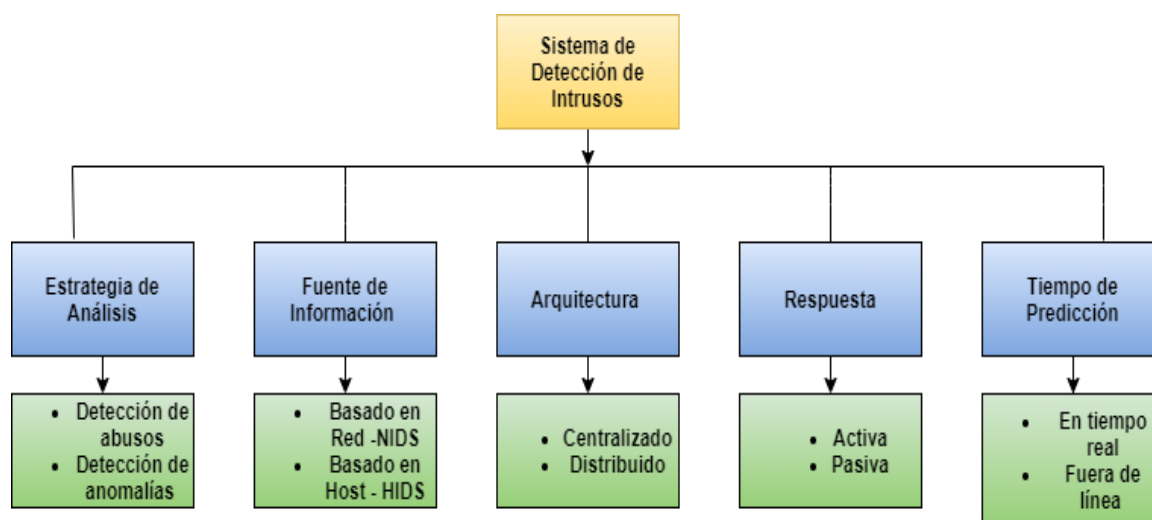 Sistema de
Detección de
Intrusos
Estrategia de
Análisis
Fuente de
Información
Arquitectura
Respuesta
Tiempo de
Predicción
• Detección de
abusos
• Detección de
anomalías
• Basado en
Red -NIDS
• Basado en
Host - HIDS
• Centralizado
• Distribuido
• Activa
• Pasiva
• En tiempo
real
• Fuera de
línea